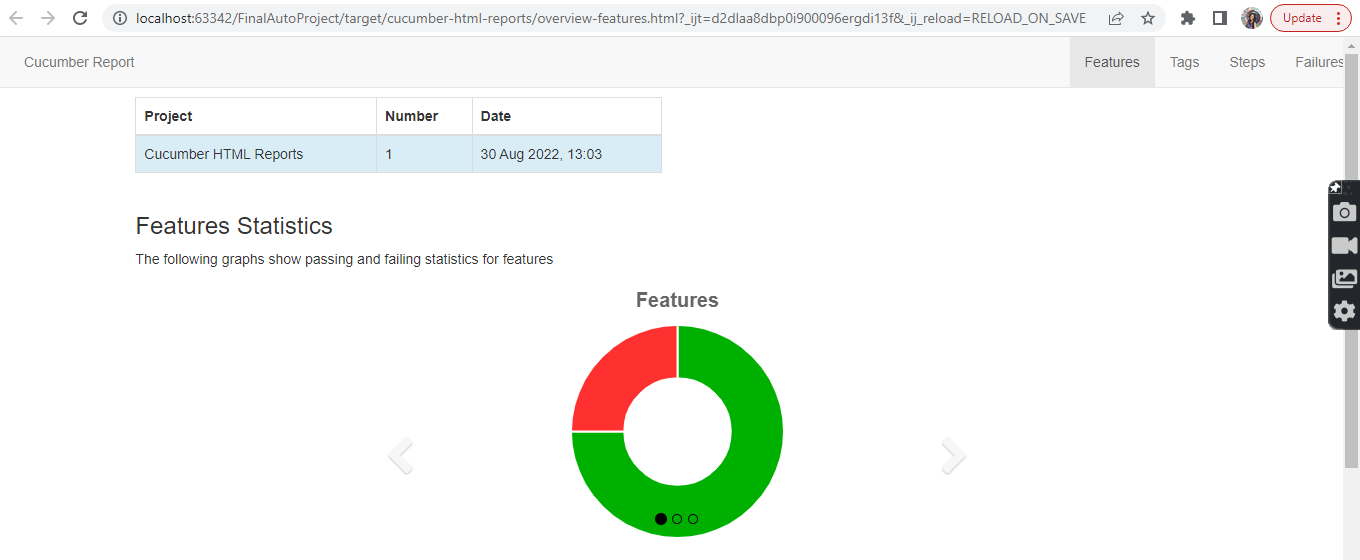 localhost:63342/FinalAutoProject/target/cucumber-html-reports/overview-features.html?_ijt=d2dlaa8dbp0i900096ergdi13f&_ij_reload=RELOAD_ON_SAVE
Update
Cucumber Report
Features Tags Steps Failures
Project Number Date
Cucumber HTML Reports 1 30 Aug 2022, 13:03
Features Statistics
The following graphs show passing and failing statistics for features
Features